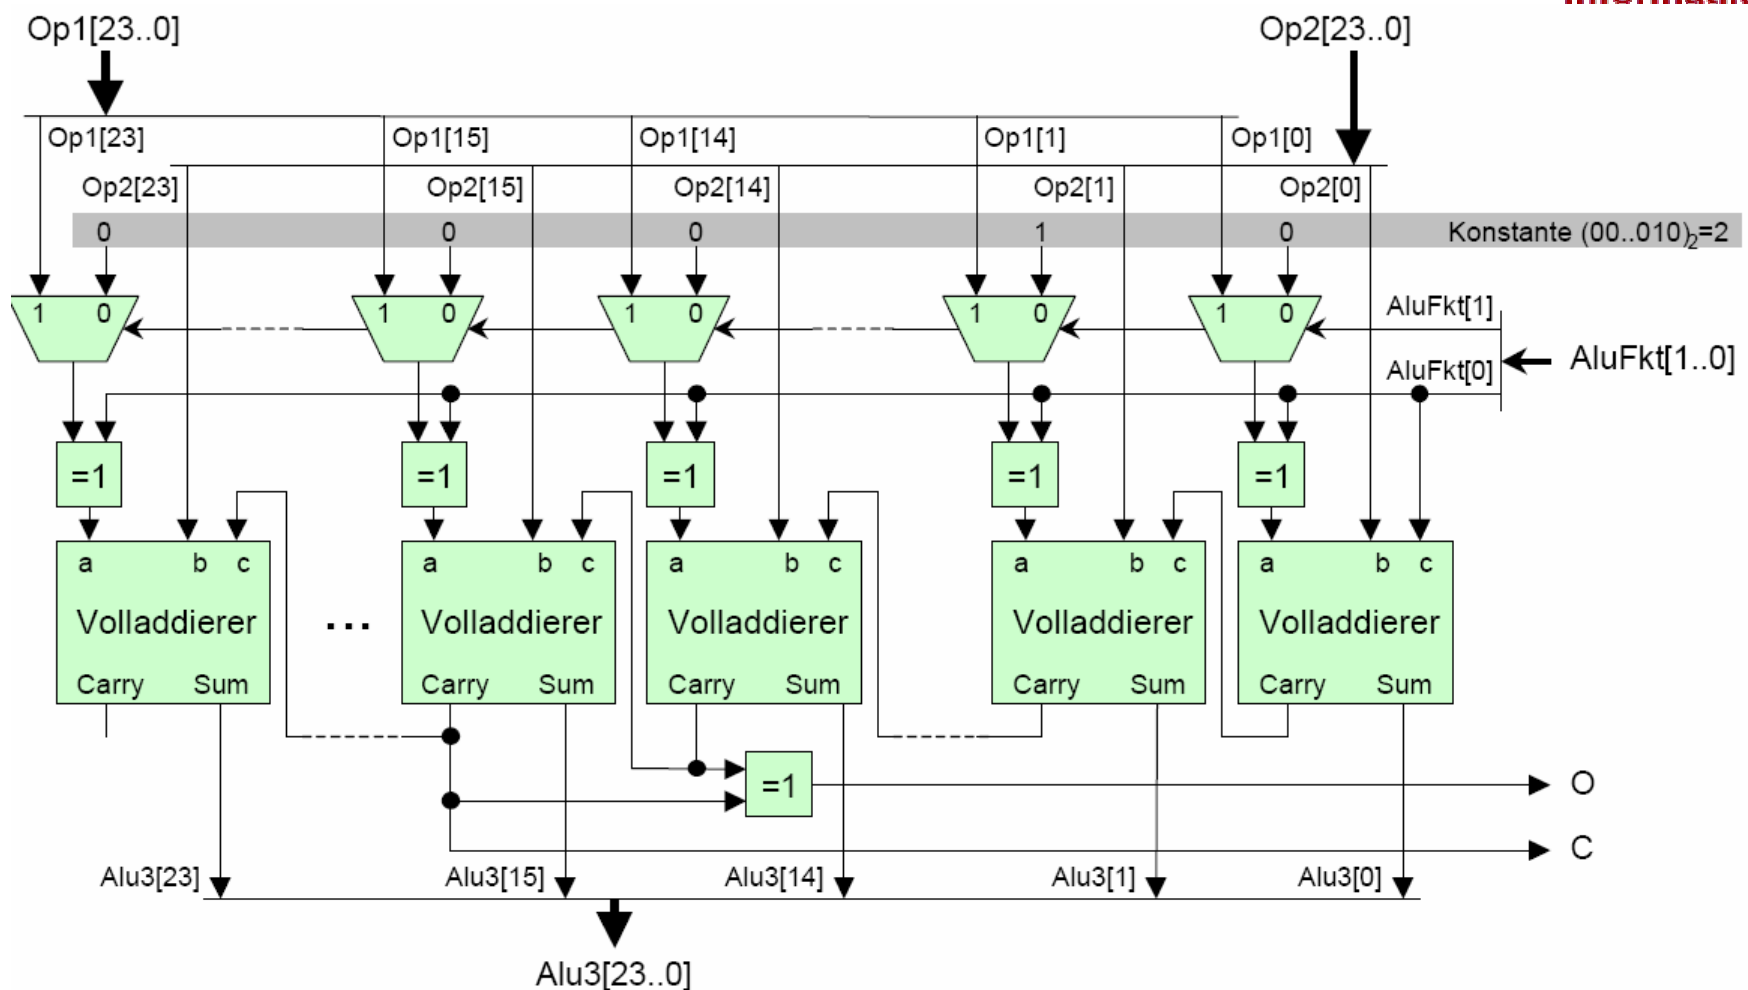 Op1[23..0] Op2[23..0]
Op1[23] Op1[15] Op1[14] Op1[1] Op1[0]
Op2[23] Op2[15] Op2[14] Op2[1] Op2[0]
0 0 0 1 0 Konstante (00..010)2=2
1 0 1 0 1 0 1 0 1 0 AluFkt[1]
AluFkt[1..0]
AluFkt[0]
=1 =1 =1 =1 =1
a b c a b c a b c a b c a b c
Volladdierer ... Volladdierer Volladdierer Volladdierer Volladdierer
Carry Sum Carry Sum Carry Sum Carry Sum Carry Sum
=1 O
C
Alu3[23] Alu3[15] Alu3[14] Alu3[1] Alu3[0]
Alu3[23..0]